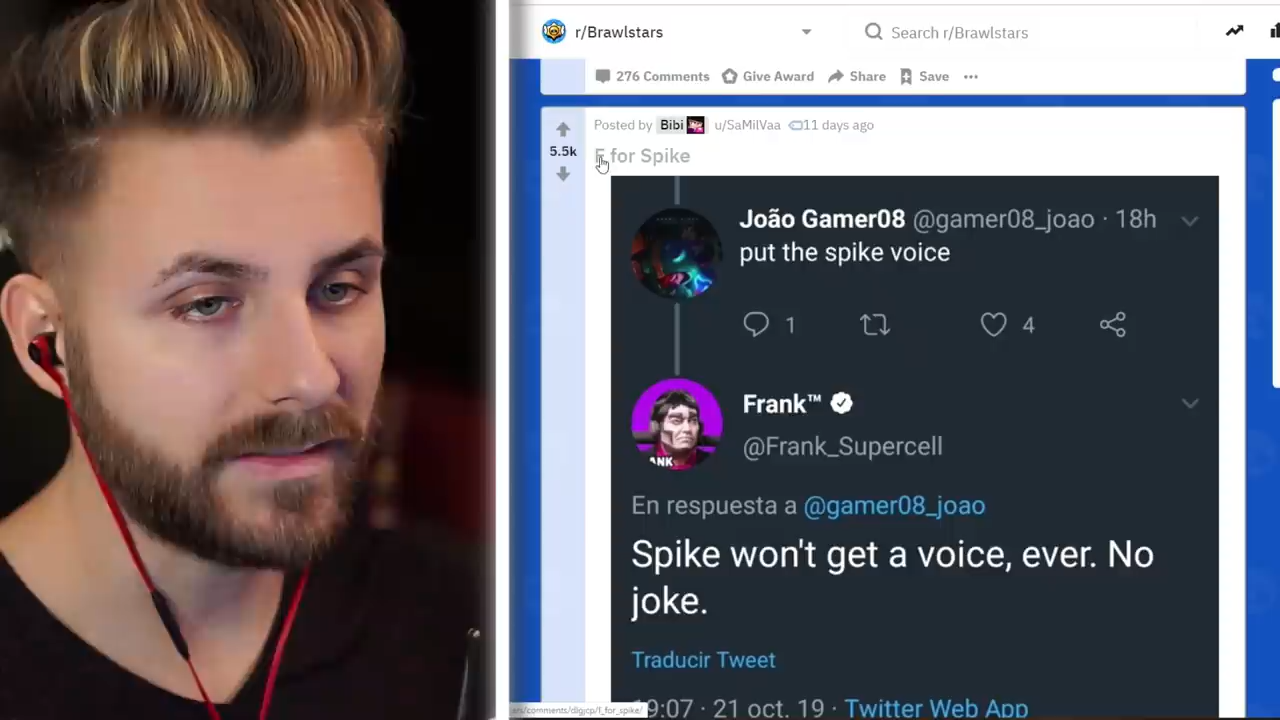 r/Brawlstars
Search r/Brawlstars
276 Comments Give Award Share Save ...
Posted by Bibi u/SaMilVaa 11 days ago
5.5k
F for Spike
João Gamer08 @gamer08_joao · 18h
put the spike voice
1 4
Frank™
@Frank_Supercell
En respuesta a @gamer08_joao
Spike won't get a voice, ever. No
joke.
Traducir Tweet
9:07 · 21 oct. 19 · Twitter Web App